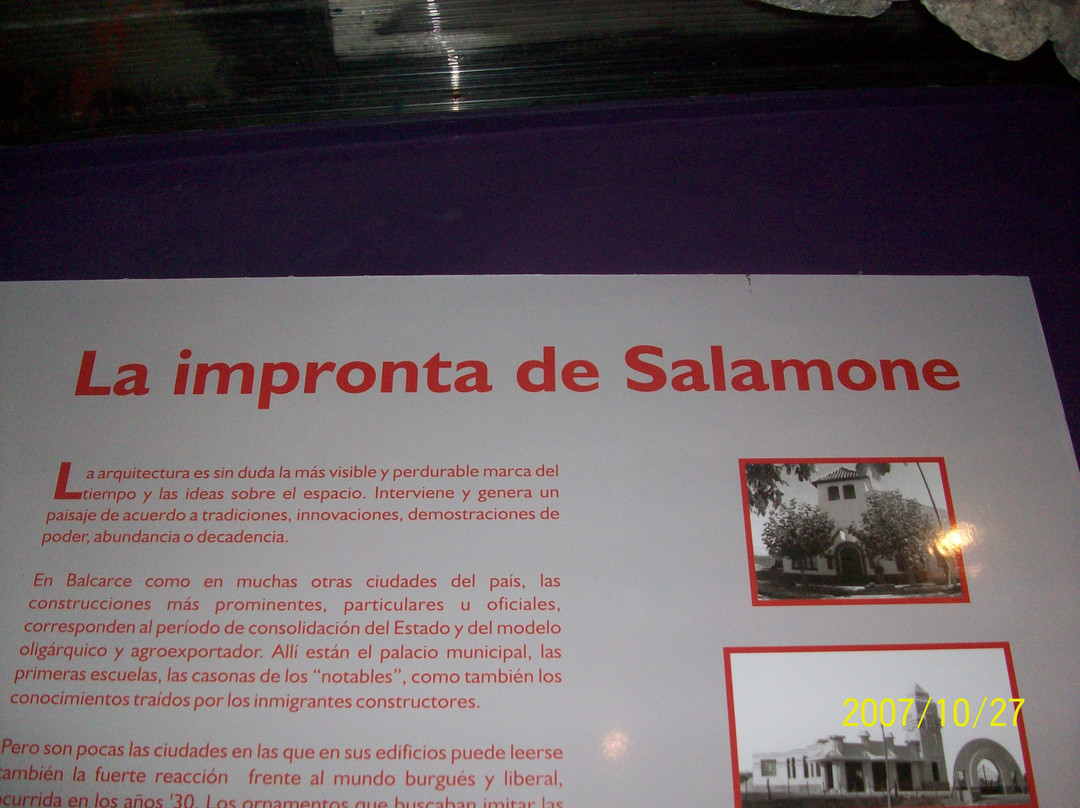 La impronta de Salamone
La arquitectura es sin duda la más visible y perdurable marca del
tiempo y las ideas sobre el espacio. Interviene y genera un
paisaje de acuerdo a tradiciones, innovaciones, demostraciones de
poder, abundancia o decadencia.
En Balcarce como en muchas otras ciudades del país, las
construcciones más prominentes, particulares u oficiales,
corresponden al período de consolidación del Estado y del modelo
oligárquico y agroexportador. Allí están el palacio municipal, las
primeras escuelas, las casonas de los “notables”, como también los
conocimientos traídos por los inmigrantes constructores.
Pero son pocas las ciudades en las que en sus edificios puede leerse
también la fuerte reacción frente al mundo burgués y liberal,
ocurrida en los años '30. Los ornamentos que buscaban imitar las
2007/10/27